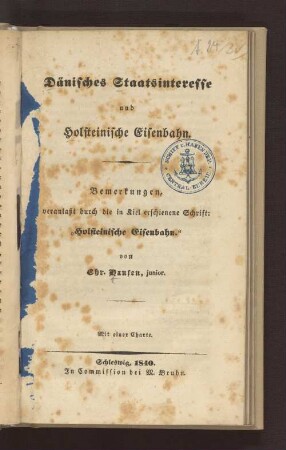 Dänisches Staatsinteresse
und
Holsteinische Eisenbahn.
Bemerkungen,
veranlaßt durch die in Kiel erschienene Schrift:
„Holsteinische Eisenbahn.“
von
Chr. Hansen, junior.
Mit einer Charte.
Schleswig, 1840.
In Commission bei M. Bruhn.